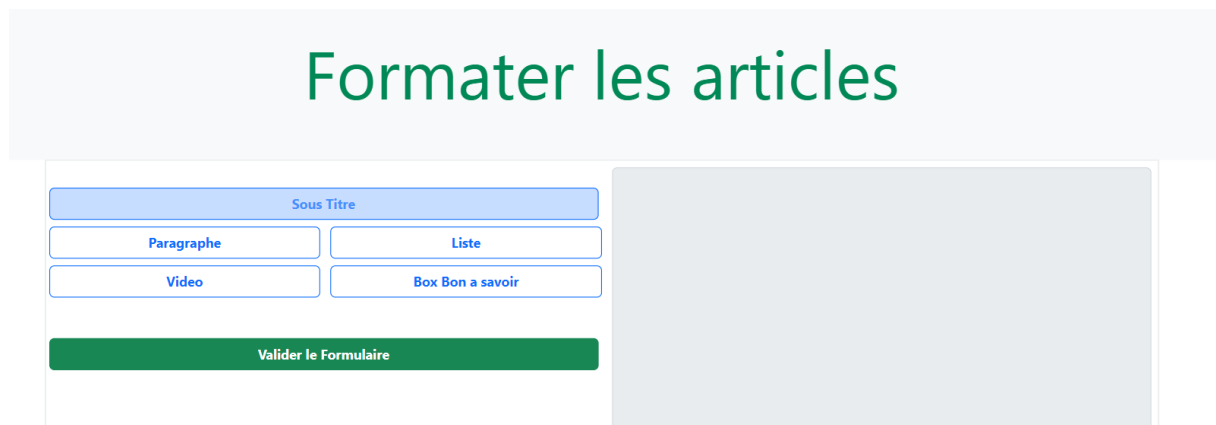 Formater les articles
Sous Titre
Paragraphe
Liste
Video
Box Bon a savoir
Valider le Formulaire